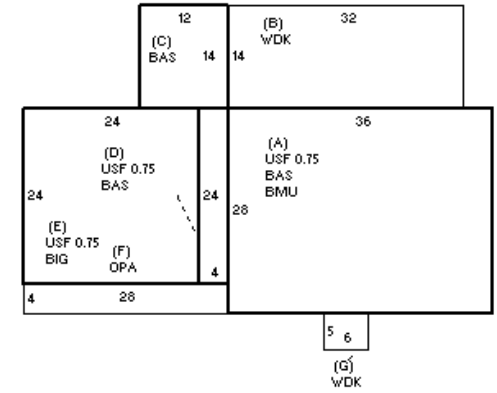 12
(C)
BAS
14
(B)
WDK
32
14
24
(D)
USF 0.75
BAS
24
24
(E)
USF 0.75
BIG
(F)
OPA
4
4
28
36
(A)
USF 0.75
BAS
BMU
28
5
6
(G)
WDK